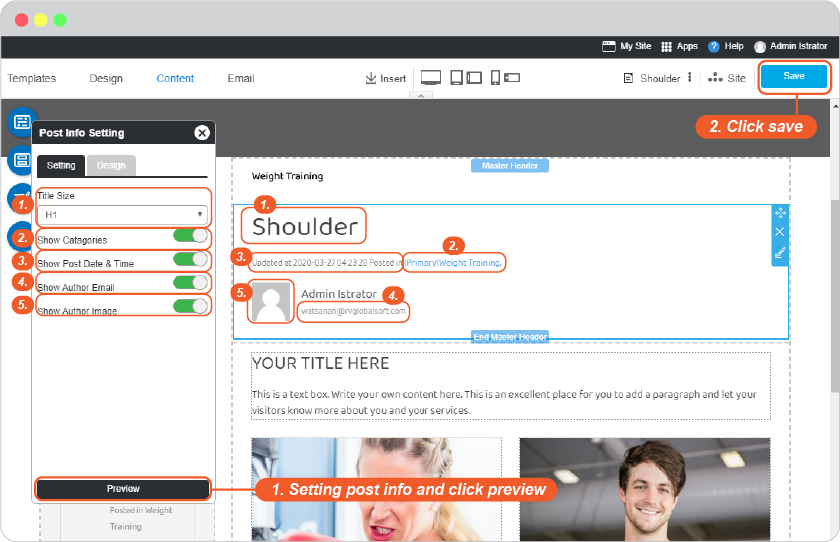 My Site Apps ? Help Admin Istrator
Templates Design Content Email Insert Shoulder Site Save
2. Click save
Post Info Setting
Setting Design
1. Title Size
H1
2. Show Catagories
3. Show Post Date & Time
4. Show Author Email
5. Show Author Image
Preview
1. Setting post info and click preview
Posted in Weight
Training
Master Header
Weight Training
1.
Shoulder
2.
3. Updated at 2020-03-27 04:23:28 Posted in |Primary|Weight Training,
5. Admin Istrator 4.
watsanan@rvglobalsoft.com
End Master Header
YOUR TITLE HERE
This is a text box. Write your own content here. This is an excellent place for you to add a paragraph and let your
visitors know more about you and your services.